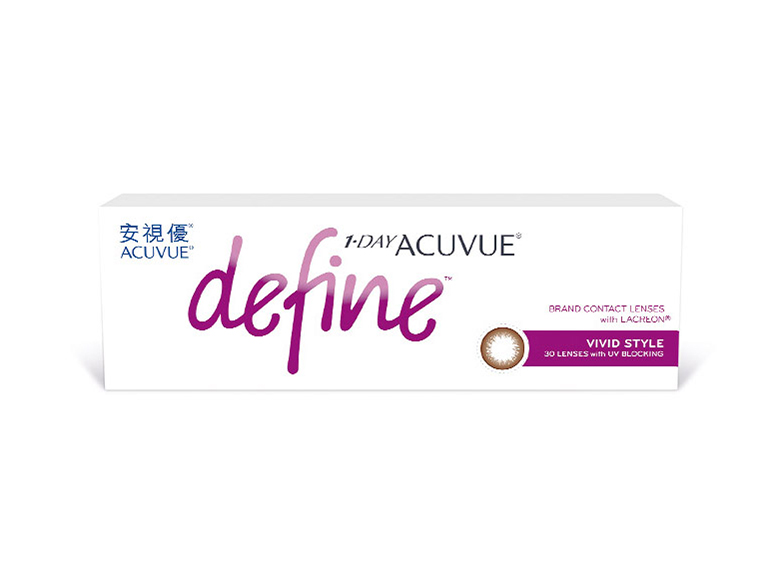 安視優®
ACUVUE®
1·DAY ACUVUE®
define™
BRAND CONTACT LENSES
with LACREON®
VIVID STYLE
30 LENSES with UV BLOCKING